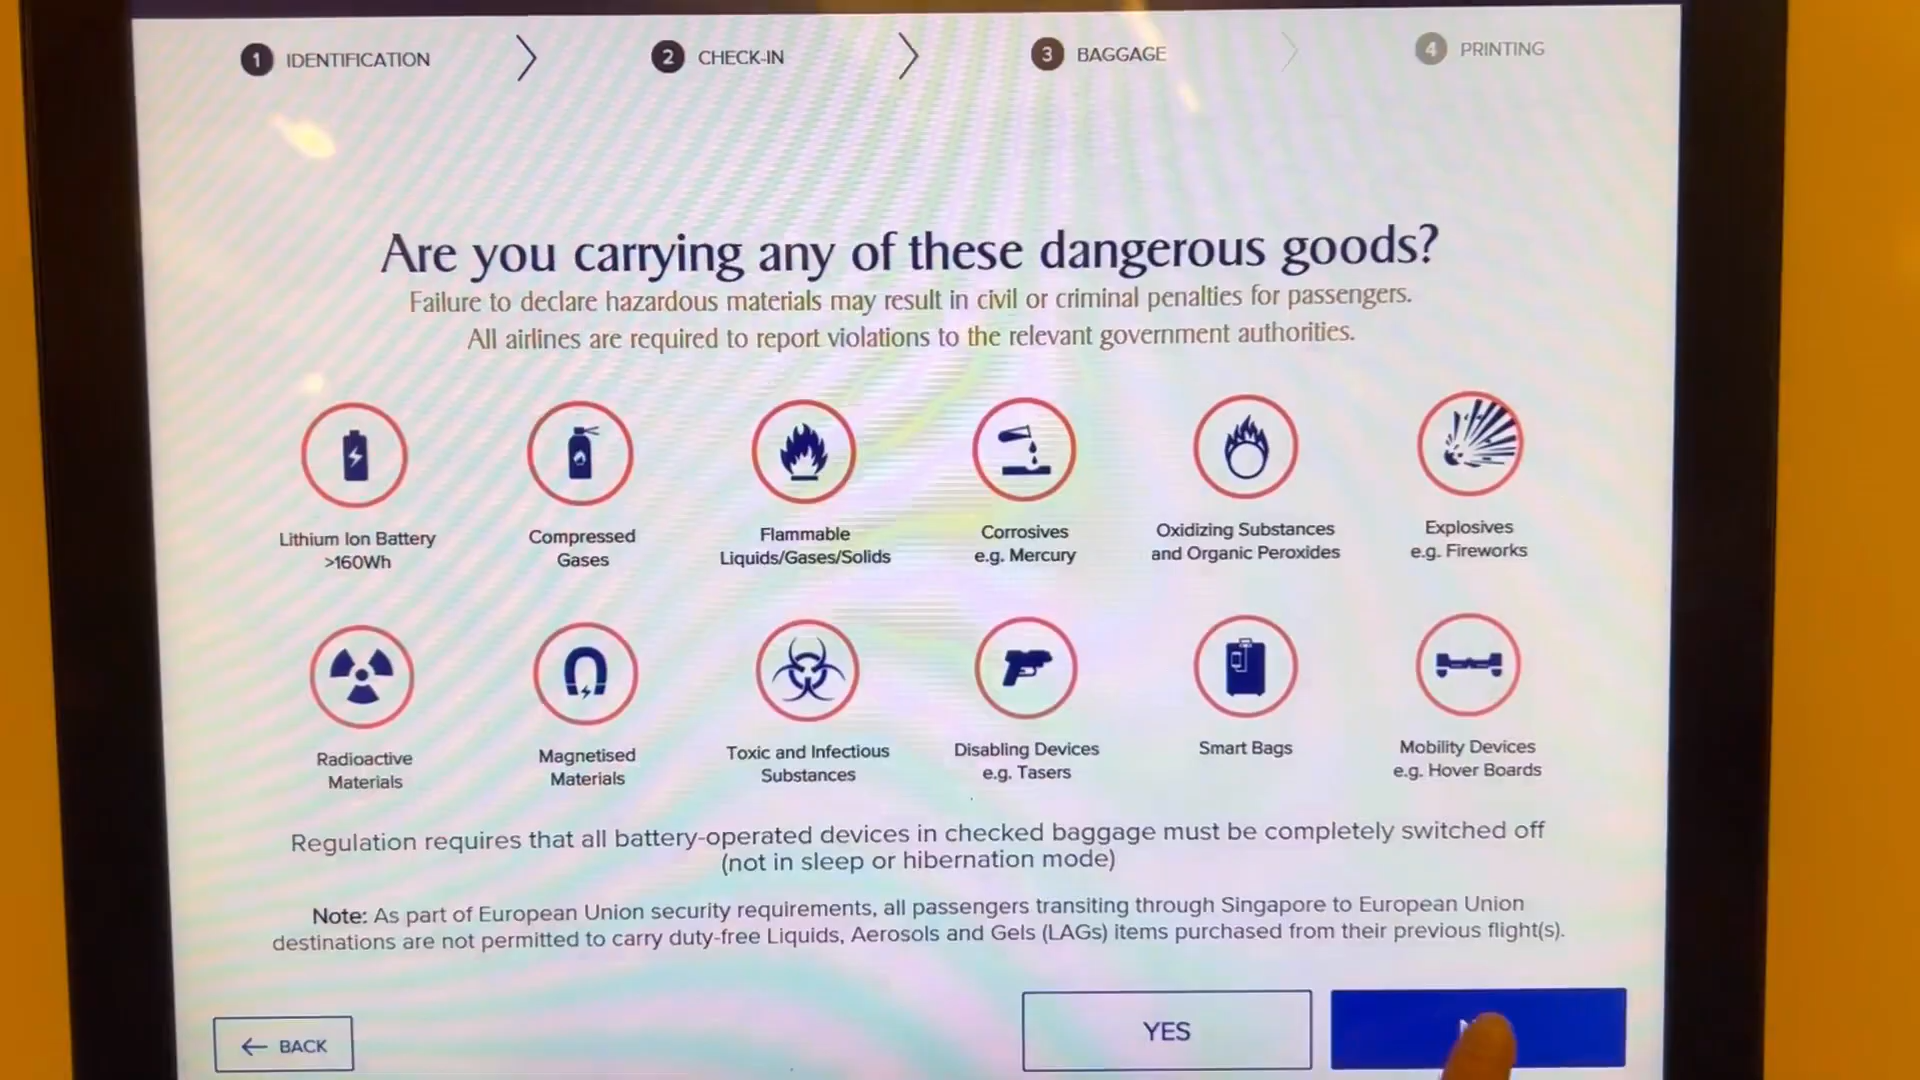 1 IDENTIFICATION
2 CHECK-IN
3 BAGGAGE
4 PRINTING
Are you carrying any of these dangerous goods?
Failure to declare hazardous materials may result in civil or criminal penalties for passengers.
All airlines are required to report violations to the relevant government authorities.
Lithium Ion Battery
>160Wh
Compressed
Gases
Flammable
Liquids/Gases/Solids
Corrosives
e.g. Mercury
Oxidizing Substances
and Organic Peroxides
Explosives
e.g. Fireworks
Radioactive
Materials
Magnetised
Materials
Toxic and Infectious
Substances
Disabling Devices
e.g. Tasers
Smart Bags
Mobility Devices
e.g. Hover Boards
Regulation requires that all battery-operated devices in checked baggage must be completely switched off
(not in sleep or hibernation mode)
Note: As part of European Union security requirements, all passengers transiting through Singapore to European Union
destinations are not permitted to carry duty-free Liquids, Aerosols and Gels (LAGs) items purchased from their previous flight(s).
← BACK
YES